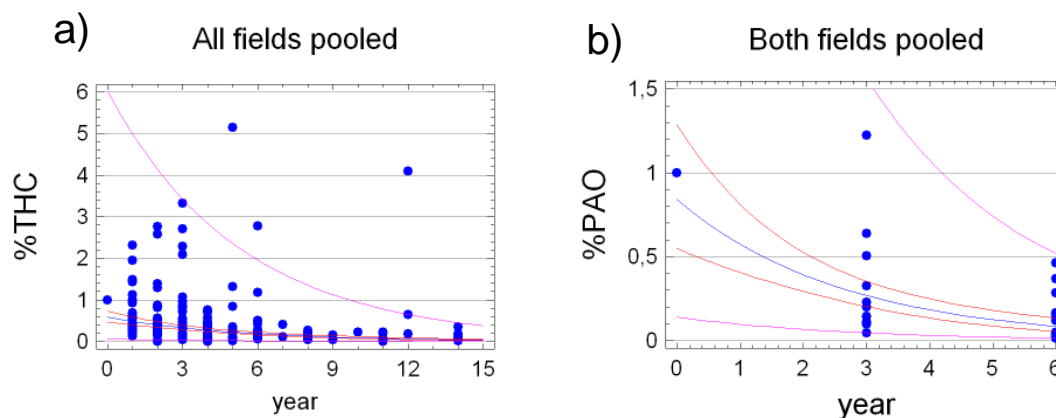 a) All fields pooled
%THC
6
5
4
3
2
1
0
0 3 6 9 12 15
year
b) Both fields pooled
%PAO
1,5
1
0,5
0
0 1 2 3 4 5 6
year